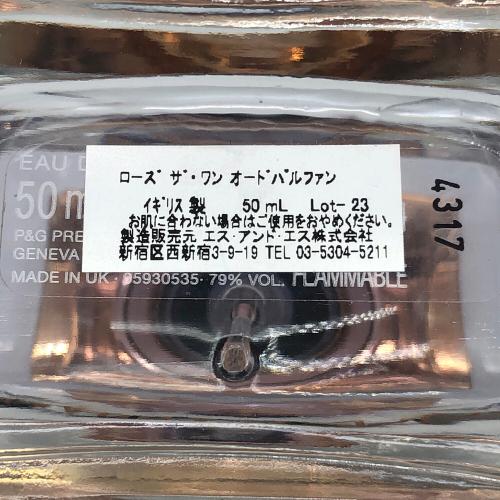 EAU D
ローズ ザ・ワン オードパルファン
イギリス 製 50 mL Lot- 23
お肌に合わない場合はご使用をおやめください。
製造販売元 エス・アンド・エス株式会社
新宿区西新宿3-9-19 TEL 03-5304-5211
50 m
P&G PRE
GENEVA
MADE IN UK · 95930535 · 79% VOL. FLAMMABLE
4317